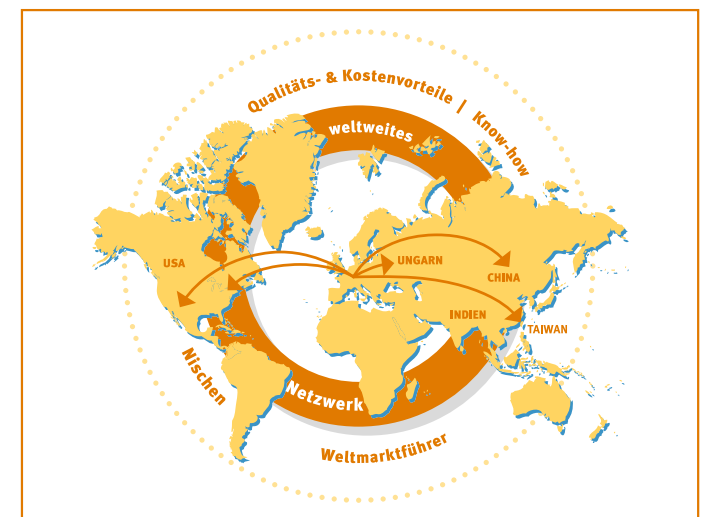 Qualitäts- & Kostenvorteile | Know-how
weltweites
USA
UNGARN
CHINA
INDIEN
TAIWAN
Nischen
Netzwerk
Weltmarktführer